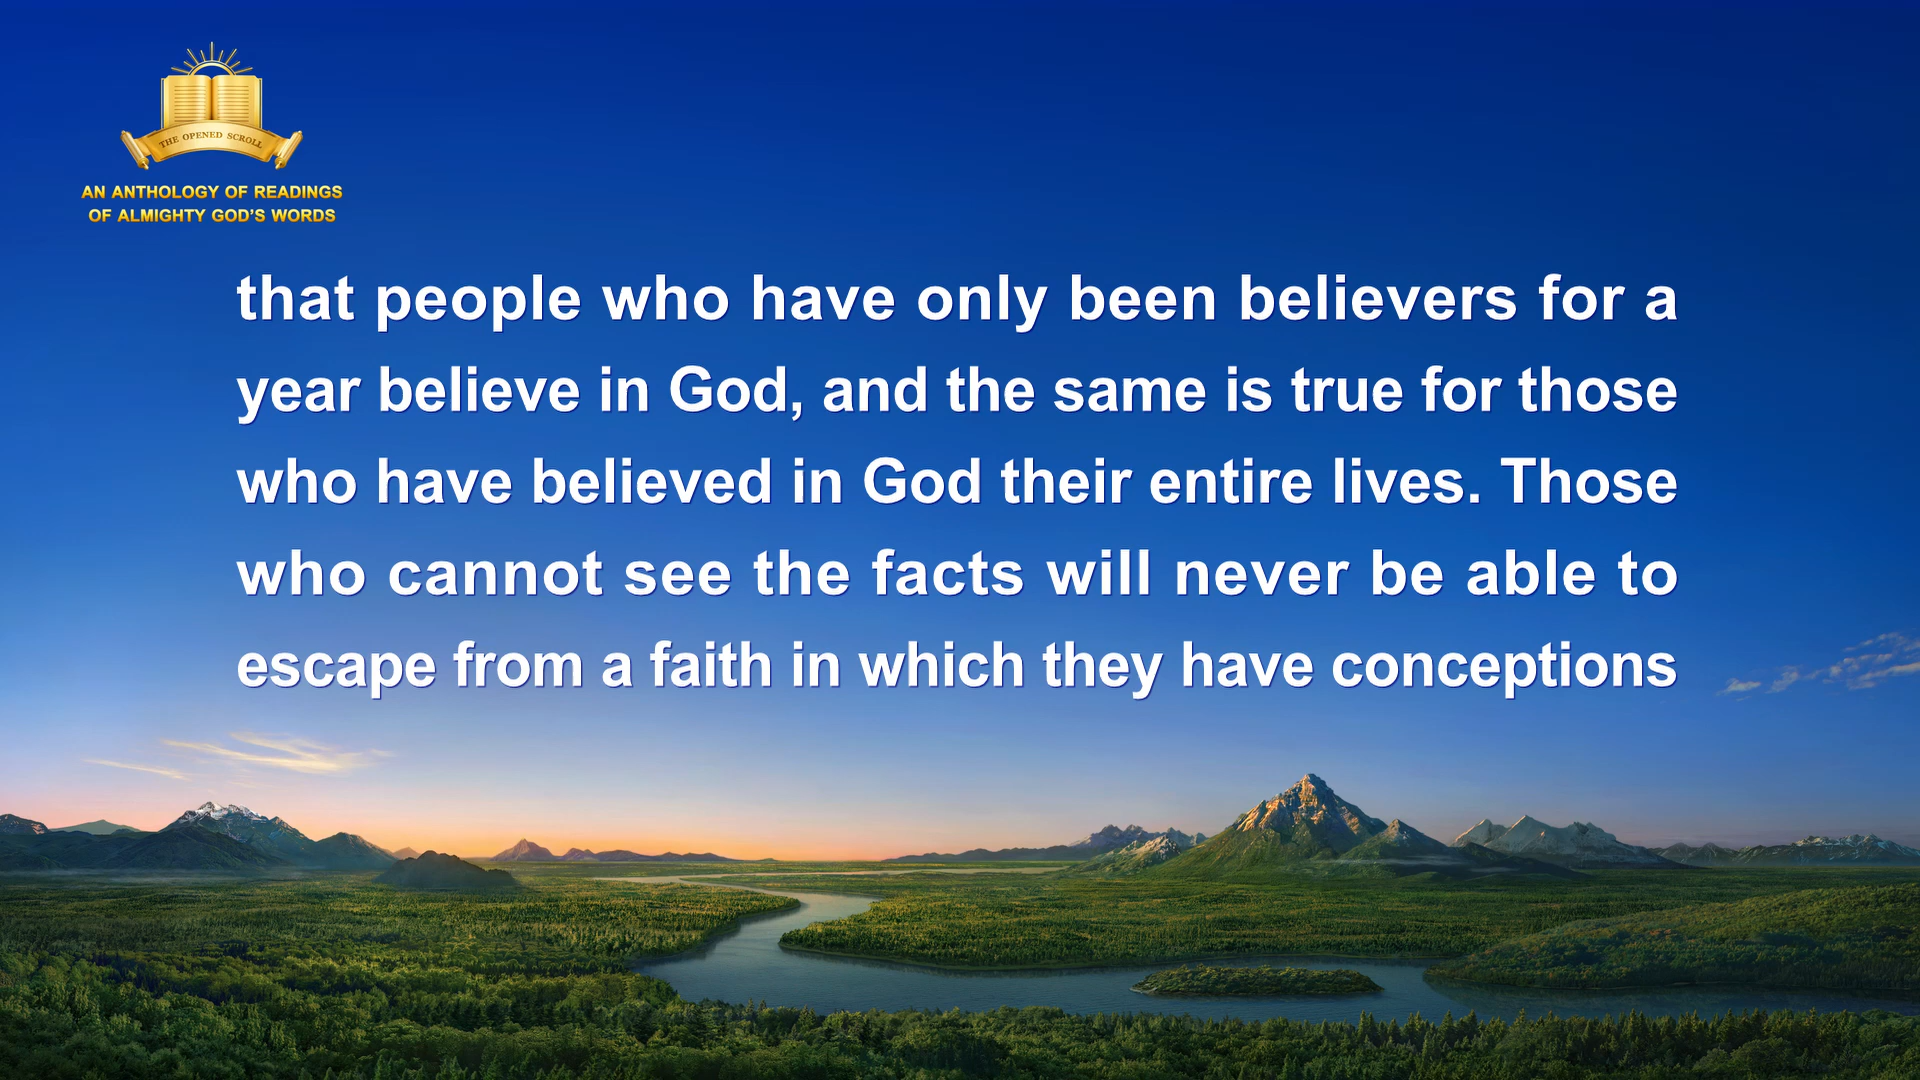 THE OPENED SCROLL
AN ANTHOLOGY OF READINGS
OF ALMIGHTY GOD'S WORDS
that people who have only been believers for a
year believe in God, and the same is true for those
who have believed in God their entire lives. Those
who cannot see the facts will never be able to
escape from a faith in which they have conceptions